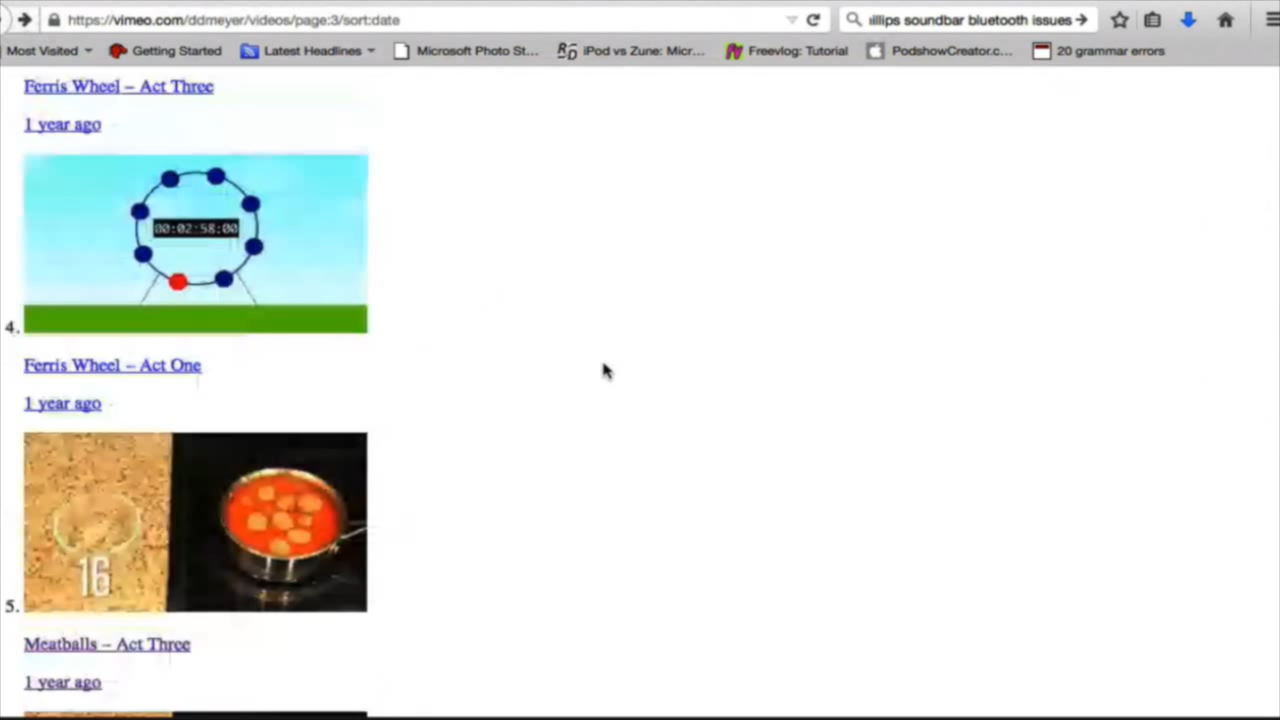 https://vimeo.com/ddmeyer/videos/page:3/sort:date
illips soundbar bluetooth issues
Most Visited Getting Started Latest Headlines Microsoft Photo St... iPod vs Zune: Micr... Freevlog: Tutorial PodshowCreator.c... 20 grammar errors
Ferris Wheel – Act Three
1 year ago
00:02:58:00
4.
Ferris Wheel – Act One
1 year ago
16
5.
Meatballs – Act Three
1 year ago